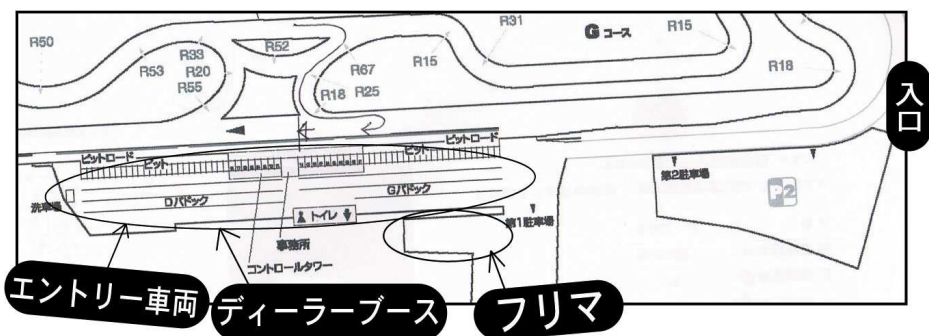 R50
R53
R33
R20
R55
R52
R67
R18
R25
R15
R31
G コース
R15
R18
入口
ピットロード
ピット
ピットロード
ピット
洗車場
Dパドック
Gパドック
トイレ
第1駐車場
第2駐車場
P2
事務所
コントロールタワー
エントリー車両
ディーラーブース
フリマ